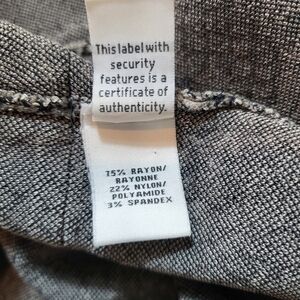 This label with
security
features is a
certificate of
authenticity.
75% RAYON/
RAYONNE
22% NYLON/
POLYAMIDE
3% SPANDEX